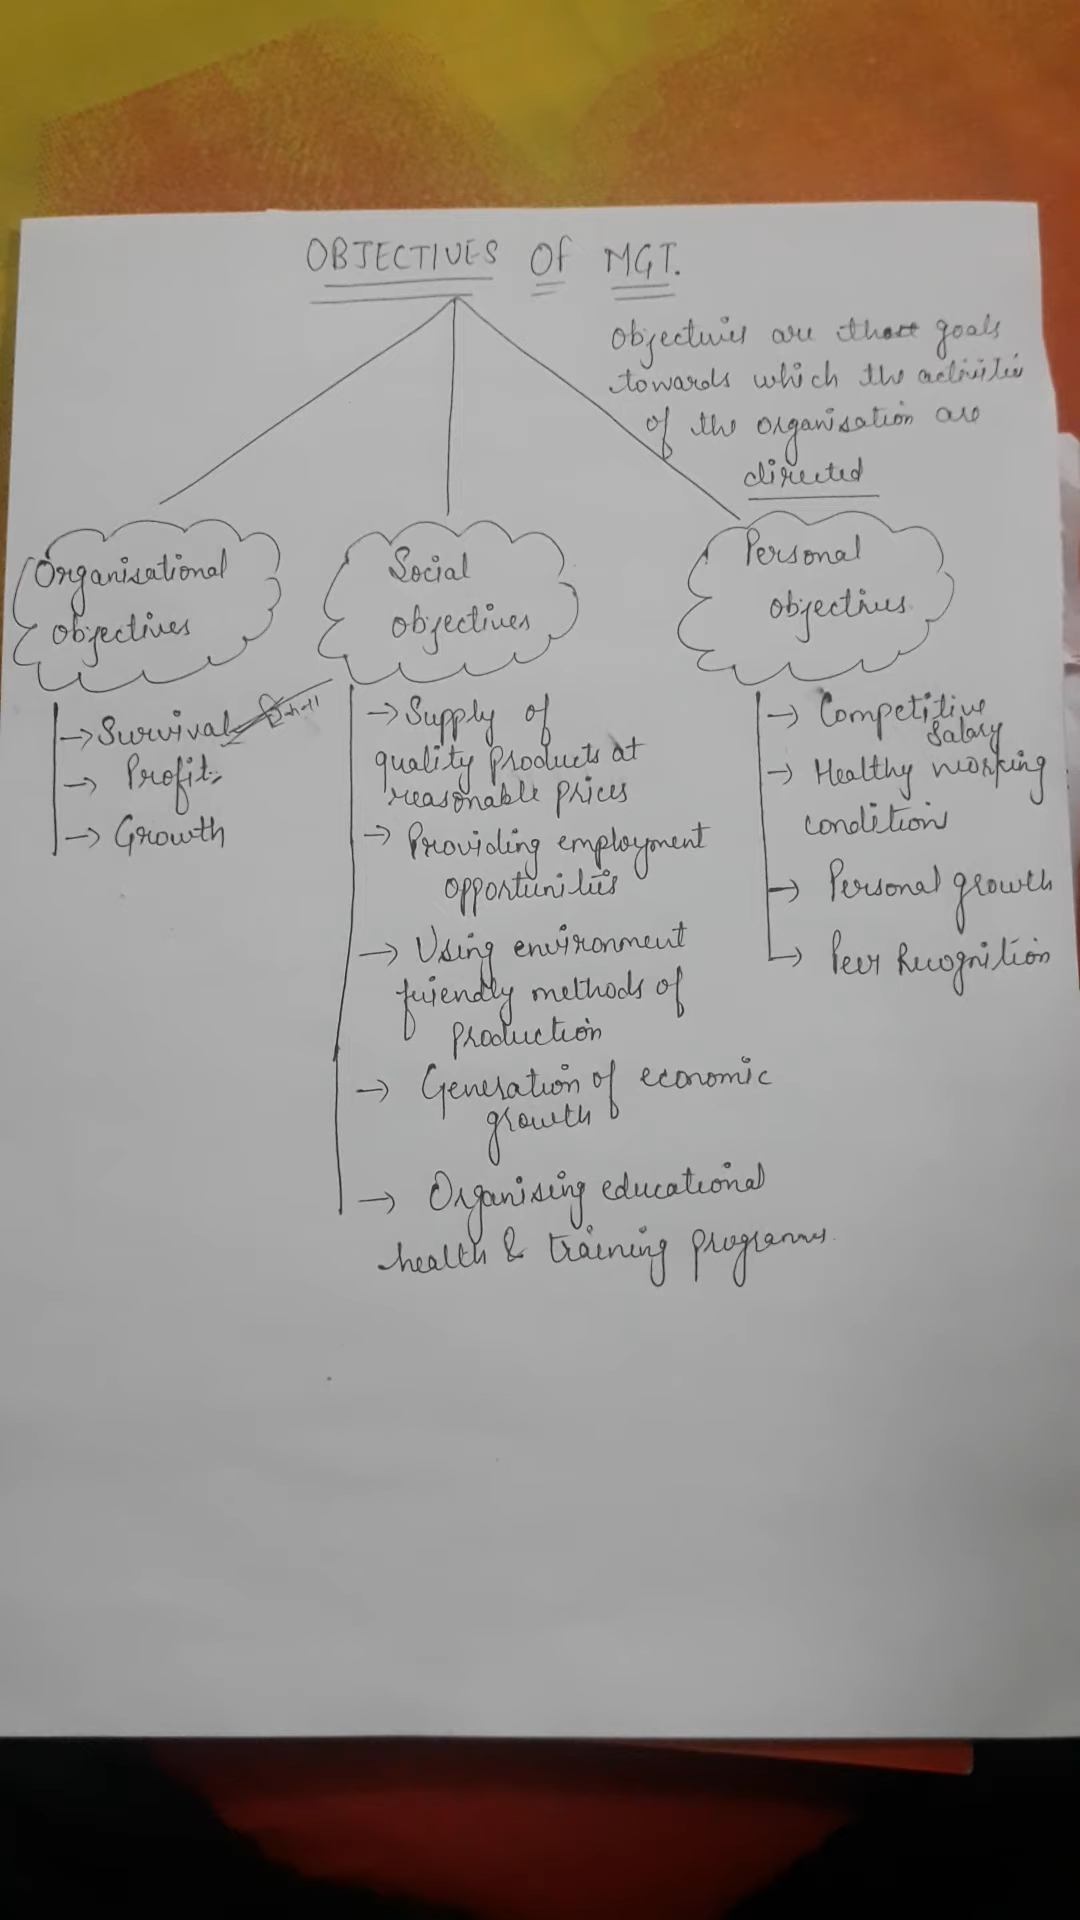 OBJECTIVES OF MGT.
Objectives are those goals
towards which the activities
of the organisation are
directed
Organisational
objectives
→ Survival
→ Profit
→ Growth
Social
objectives
→ Supply of
quality products at
reasonable prices
→ Providing employment
opportunities
→ Using environment
friendly methods of
production
→ Generation of economic
growth
→ Organising educational
health & training programs
Personal
objectives
→ Competitive
salary
→ Healthy working
conditions
→ Personal growth
→ Peer Recognition